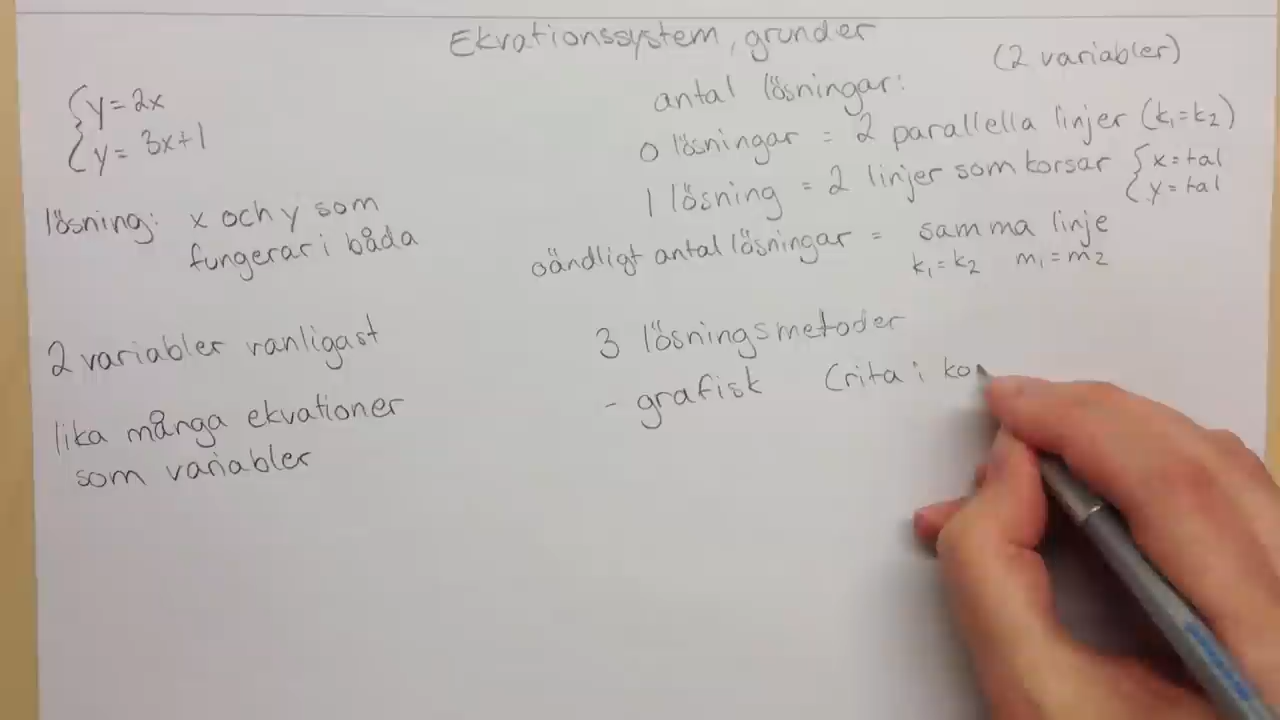 Ekvationssystem, grunder
{y=2x
{y=3x+1
lösning: x och y som
fungerar i båda
2 variabler vanligast
lika många ekvationer
som variabler
(2 variabler)
antal lösningar:
0 lösningar = 2 parallella linjer (k₁=k₂)
1 lösning = 2 linjer som korsar {x=tal
{y=tal
oändligt antal lösningar = samma linje
k₁=k₂ m₁=m₂
3 lösningsmetoder
- grafisk (rita i ko